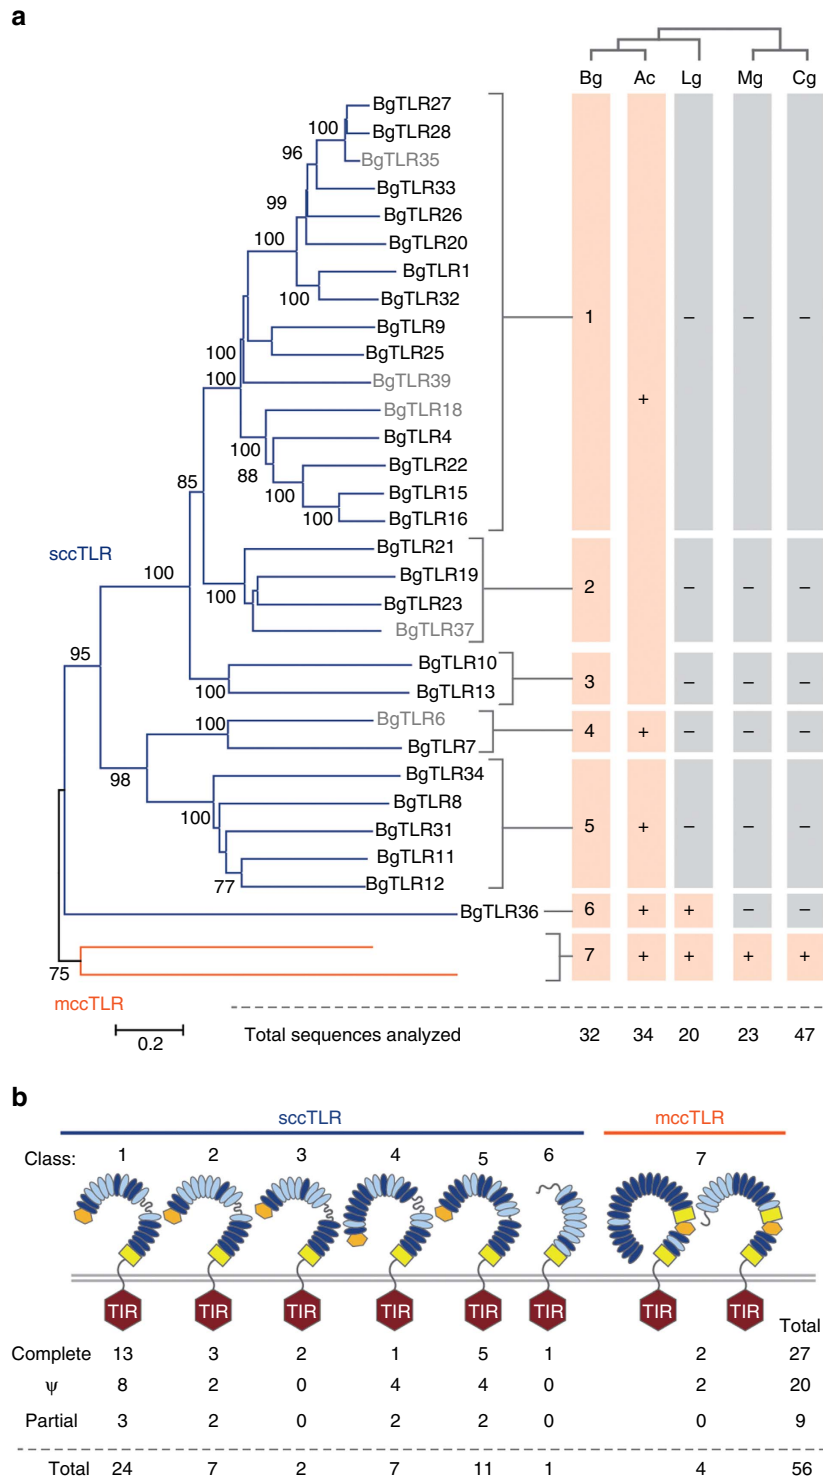 a
Bg Ac Lg Mg Cg
BgTLR27
100
BgTLR28
96
BgTLR35
BgTLR33
99
BgTLR26
100
BgTLR20
BgTLR1
100
BgTLR32
BgTLR9
1 – – –
100
BgTLR25
100
BgTLR39
+
BgTLR18
BgTLR4
100
BgTLR22
88
BgTLR15
100
BgTLR16
100
85
BgTLR21
sccTLR
BgTLR19
100
2 – – –
100
BgTLR23
BgTLR37
95
BgTLR10
3 – – –
100
BgTLR13
BgTLR6
100
4 + – – –
BgTLR7
98
BgTLR34
BgTLR8
100
5 + – – –
BgTLR31
BgTLR11
77
BgTLR12
BgTLR36
6 + + – –
7 + + + +
75
mccTLR
0.2
Total sequences analyzed 32 34 20 23 47
b
sccTLR mccTLR
Class: 1 2 3 4 5 6 7
TIR TIR TIR TIR TIR TIR TIR TIR
Total
Complete 13 3 2 1 5 1 2 27
ψ 8 2 0 4 4 0 2 20
Partial 3 2 0 2 2 0 0 9
Total 24 7 2 7 11 1 4 56